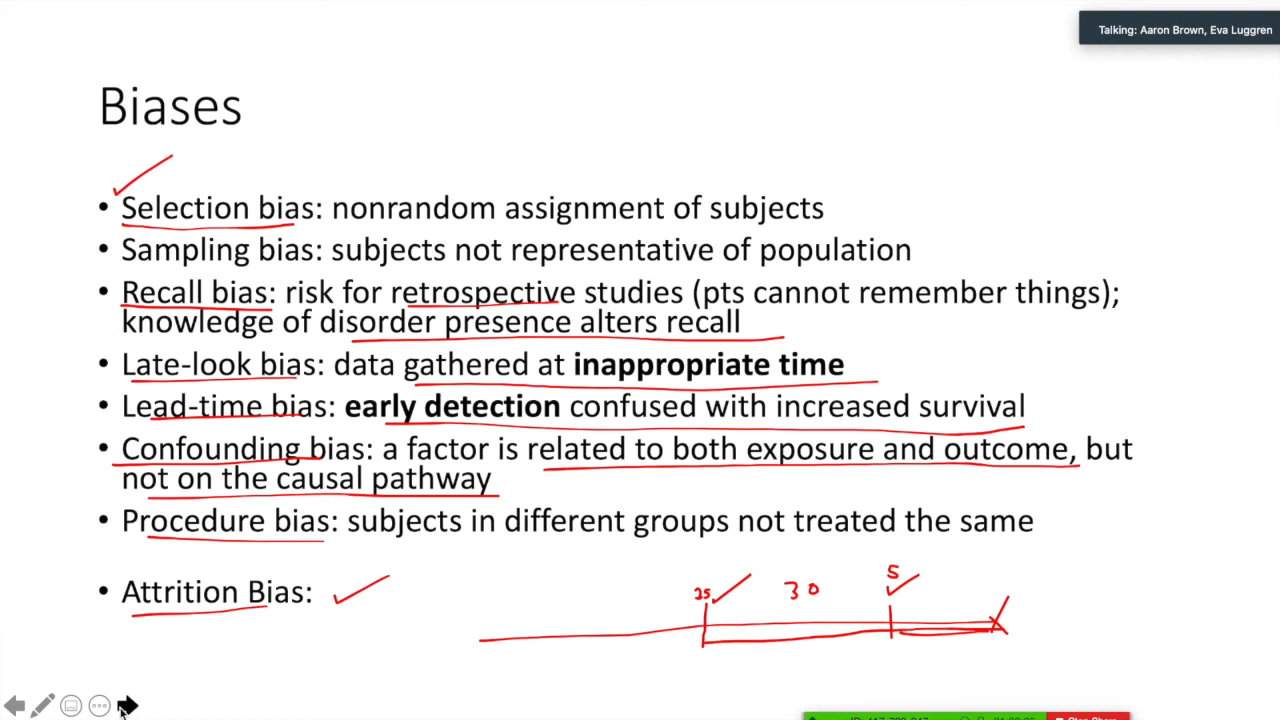 Talking: Aaron Brown, Eva Luggren
Biases
• Selection bias: nonrandom assignment of subjects
• Sampling bias: subjects not representative of population
• Recall bias: risk for retrospective studies (pts cannot remember things);
knowledge of disorder presence alters recall
• Late-look bias: data gathered at inappropriate time
• Lead-time bias: early detection confused with increased survival
• Confounding bias: a factor is related to both exposure and outcome, but
not on the causal pathway
• Procedure bias: subjects in different groups not treated the same
• Attrition Bias:
25 30 5